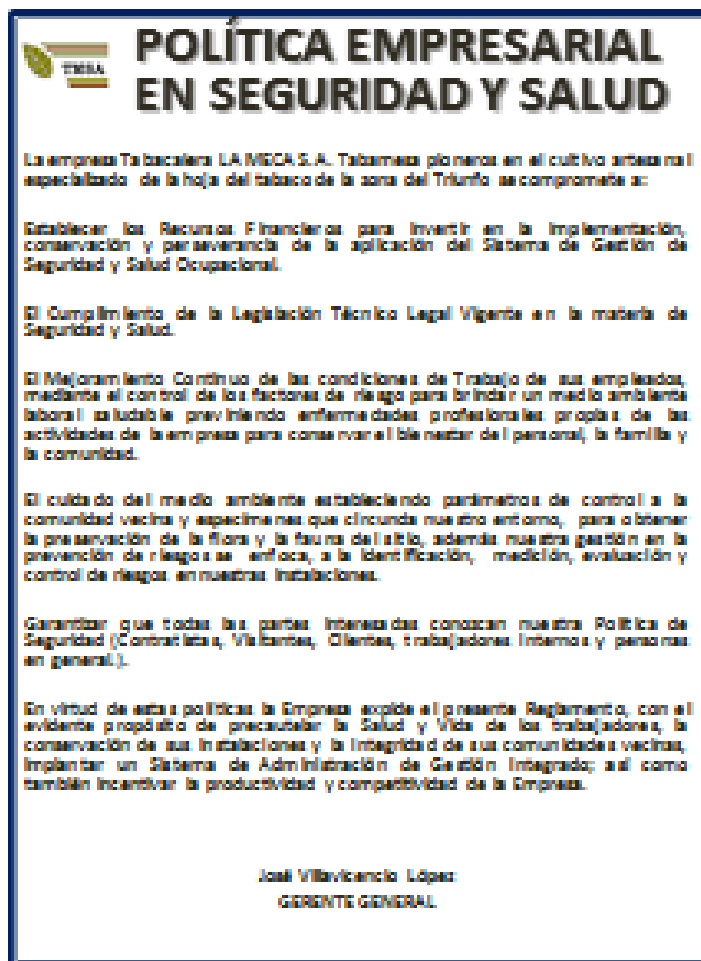 POLÍTICA EMPRESARIAL
EN SEGURIDAD Y SALUD
La empresa Tabacalera LA MECA S. A. Tabamesa pioneros en el cultivo artesanal
especializado de la hoja del tabaco de la zona del Triunfo se compromete a:
Establecer los Recursos Financieros para invertir en la implementación,
conservación y perseverancia de la aplicación del Sistema de Gestión de
Seguridad y Salud Ocupacional.
El Cumplimiento de la Legislación Técnico Legal Vigente en la materia de
Seguridad y Salud.
El Mejoramiento Continuo de las condiciones de Trabajo de sus empleados,
mediante el control de los factores de riesgo para brindar un medio ambiente
laboral saludable previniendo enfermedades profesionales propias de las
actividades de la empresa para conservar el bienestar del personal, la familia y
la comunidad.
El cuidado del medio ambiente estableciendo parámetros de control a la
comunidad vecina y especímenes que circunda nuestro entorno, para obtener
la preservación de la flora y la fauna del sitio, además nuestra gestión en la
prevención de riesgos se enfoca, a la identificación, medición, evaluación y
control de riesgos en nuestras instalaciones.
Garantizar que todas las partes interesadas conozcan nuestra Política de
Seguridad (Contratistas, Visitantes, Clientes, trabajadores internos y personas
en general.).
En virtud de estas políticas la Empresa expide el presente Reglamento, con el
evidente propósito de precautelar la Salud y Vida de los trabajadores, la
conservación de sus instalaciones y la integridad de sus comunidades vecinas,
implantar un Sistema de Administración de Gestión Integrado; así como
también incentivar la productividad y competitividad de la Empresa.
José Villavicencio López
GERENTE GENERAL